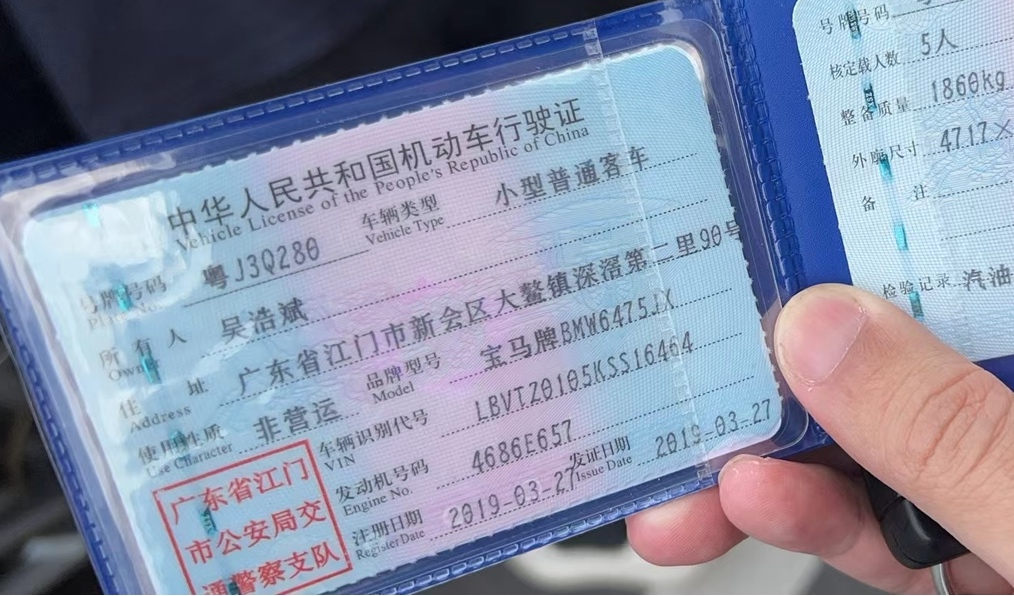 中华人民共和国机动车行驶证
Vehicle License of the People's Republic of China
号牌号码 粤J3Q280 车辆类型 小型普通客车
Plate No. Vehicle Type
所有人 吴浩斌
Owner
住址 广东省江门市新会区大鳌镇深滘第二里90号
Address
使用性质 非营运 品牌型号 宝马牌BMW6475JX
Use Character Model
车辆识别代号 LBVTZ0105KSS16464
VIN
发动机号码 4686E657
Engine No.
注册日期 2019-03-27 发证日期 2019-03-27
Register Date Issue Date
广东省江门
市公安局交
通警察支队
号牌号码
核定载人数 5人
整备质量 1860kg
外廓尺寸 4717×
备注
检验记录 汽油